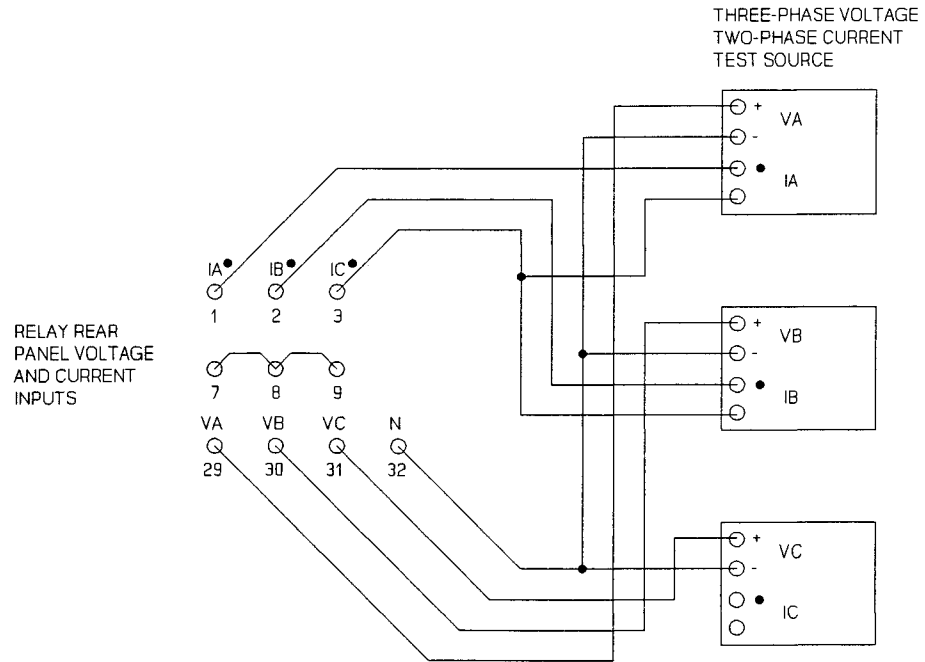 THREE-PHASE VOLTAGE
TWO-PHASE CURRENT
TEST SOURCE
+ VA
-
IA
IA IB IC
1 2 3
RELAY REAR
PANEL VOLTAGE
AND CURRENT
INPUTS
7 8 9
VA VB VC N
29 30 31 32
+ VB
-
IB
+ VC
-
IC